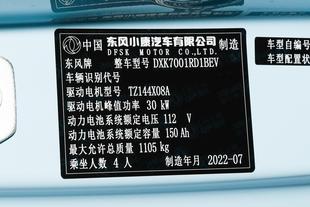 中国 东风小康汽车有限公司 制造
DFSK MOTOR CO., LTD.
东风牌 整车型号 DXK7001RD1BEV
车辆识别代号
驱动电机型号 TZ144X08A
驱动电机峰值功率 30 kW
动力电池系统额定电压 112 V
动力电池系统额定容量 150 Ah
最大允许总质量 1105kg
乘坐人数 4 人 制造年月 2022-07
车型自编号
车型配置状